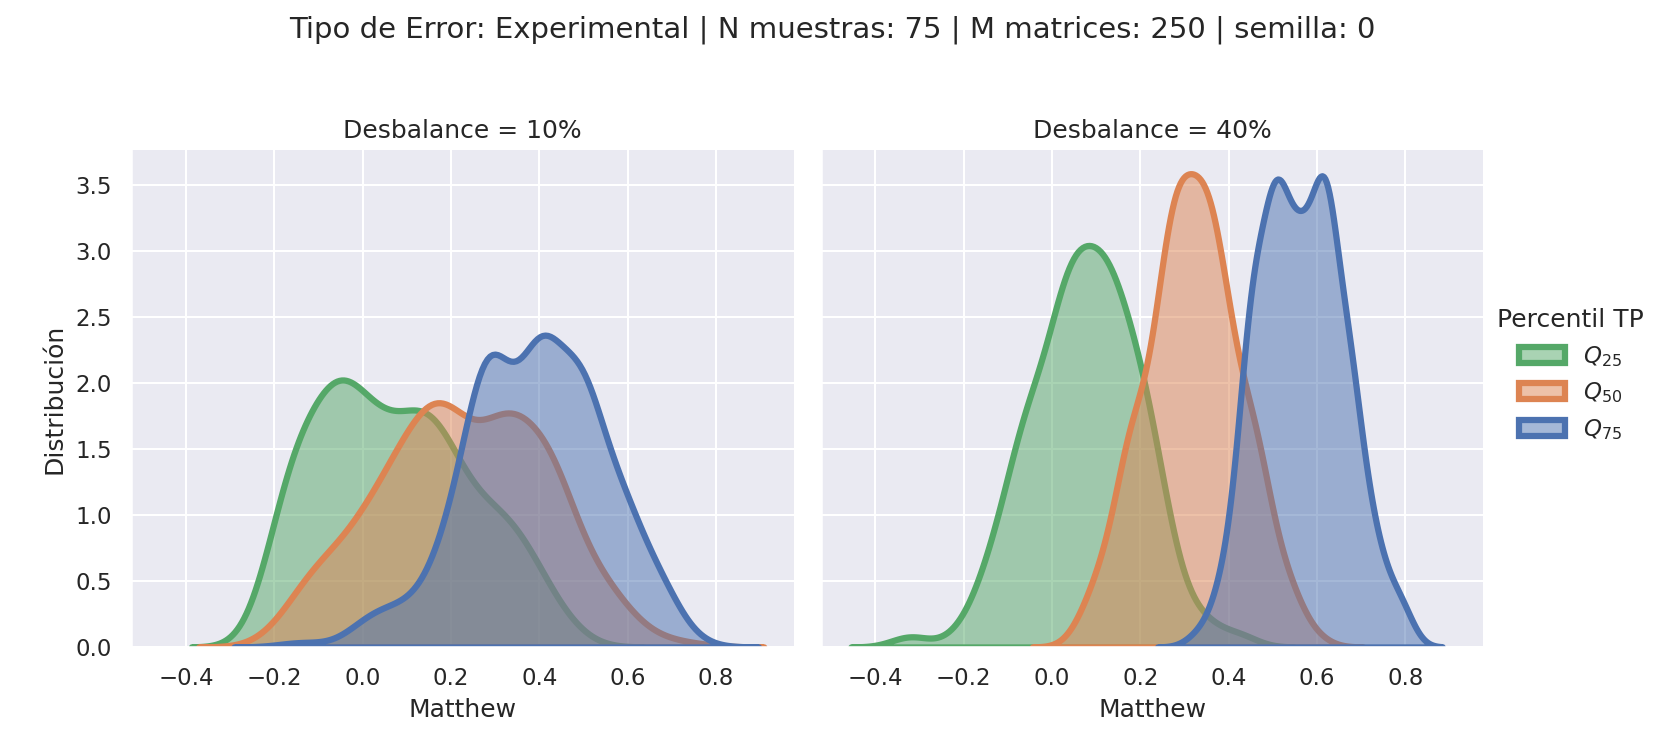 Tipo de Error: Experimental | N muestras: 75 | M matrices: 250 | semilla: 0
Desbalance = 10%
Desbalance = 40%
3.5
3.0
2.5
2.0
1.5
1.0
0.5
0.0
Distribución
−0.4 −0.2 0.0 0.2 0.4 0.6 0.8
−0.4 −0.2 0.0 0.2 0.4 0.6 0.8
Matthew
Matthew
Percentil TP
Q25
Q50
Q75